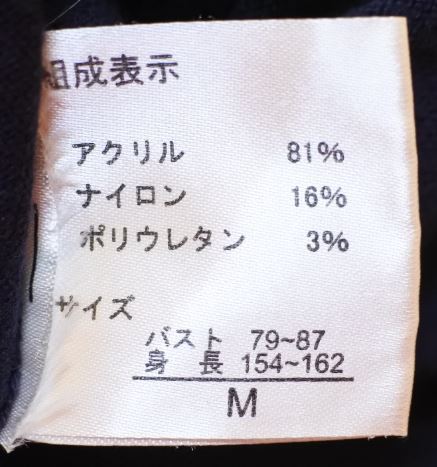 組成表示
アクリル 81%
ナイロン 16%
ポリウレタン 3%
サイズ
バスト 79~87
身長 154~162
M